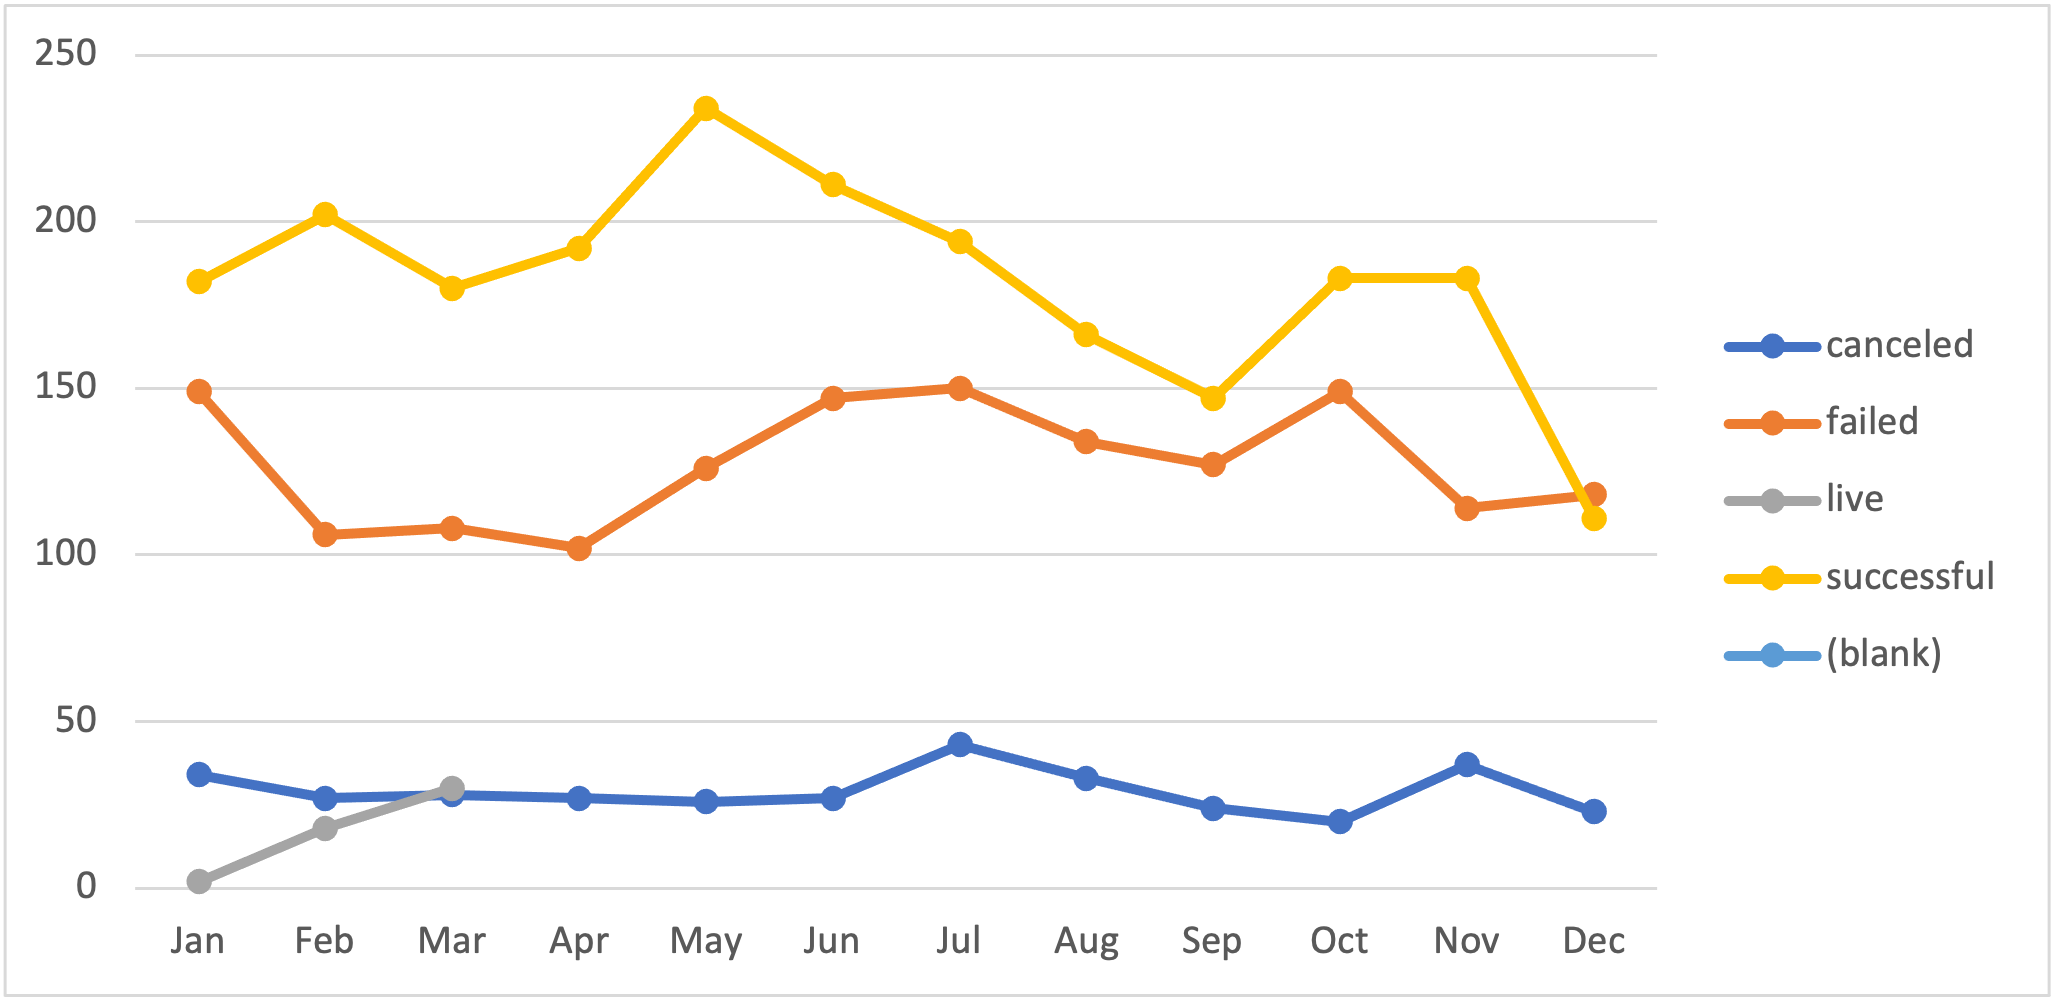 250
200
150
100
50
0
Jan Feb Mar Apr May Jun Jul Aug Sep Oct Nov Dec
canceled
failed
live
successful
(blank)